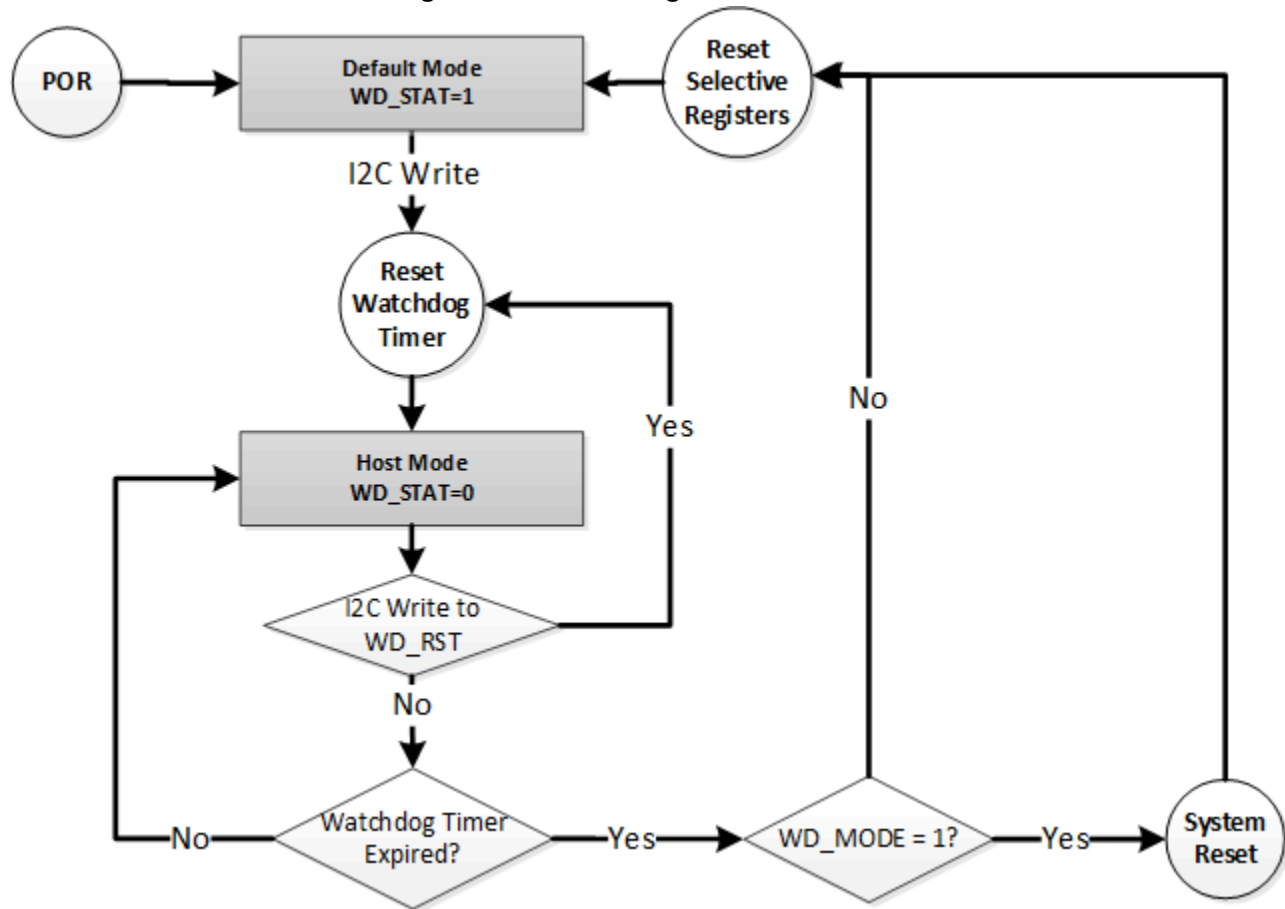 POR
Default Mode
WD_STAT=1
Reset
Selective
Registers
I2C Write
Reset
Watchdog
Timer
Yes
No
Host Mode
WD_STAT=0
I2C Write to
WD_RST
No
Watchdog Timer
Expired?
No
Yes
WD_MODE = 1?
Yes
System
Reset